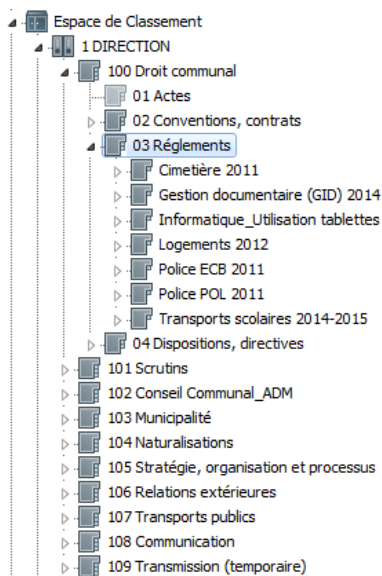 Espace de Classement
1 DIRECTION
100 Droit communal
01 Actes
02 Conventions, contrats
03 Réglements
Cimetière 2011
Gestion documentaire (GID) 2014
Informatique_Utilisation tablettes
Logements 2012
Police ECB 2011
Police POL 2011
Transports scolaires 2014-2015
04 Dispositions, directives
101 Scrutins
102 Conseil Communal_ADM
103 Municipalité
104 Naturalisations
105 Stratégie, organisation et processus
106 Relations extérieures
107 Transports publics
108 Communication
109 Transmission (temporaire)